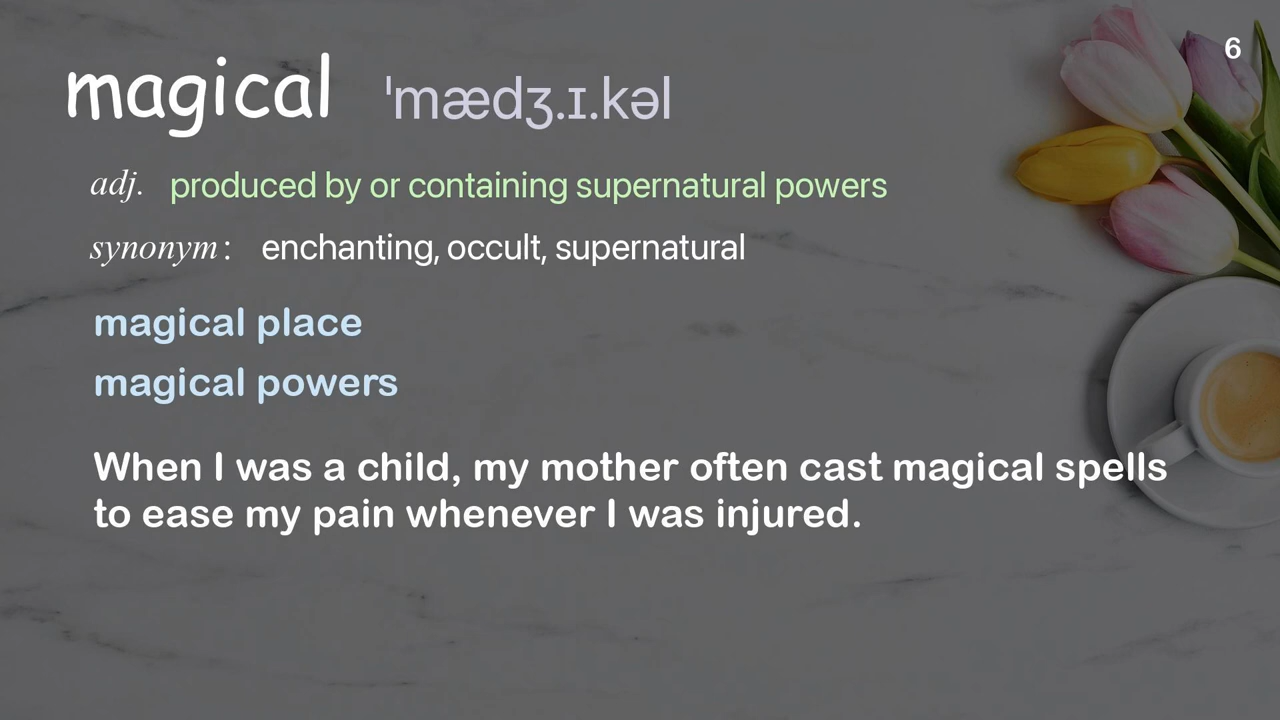 6
magical ˈmædʒ.ɪ.kəl
adj. produced by or containing supernatural powers
synonym: enchanting, occult, supernatural
magical place
magical powers
When I was a child, my mother often cast magical spells
to ease my pain whenever I was injured.